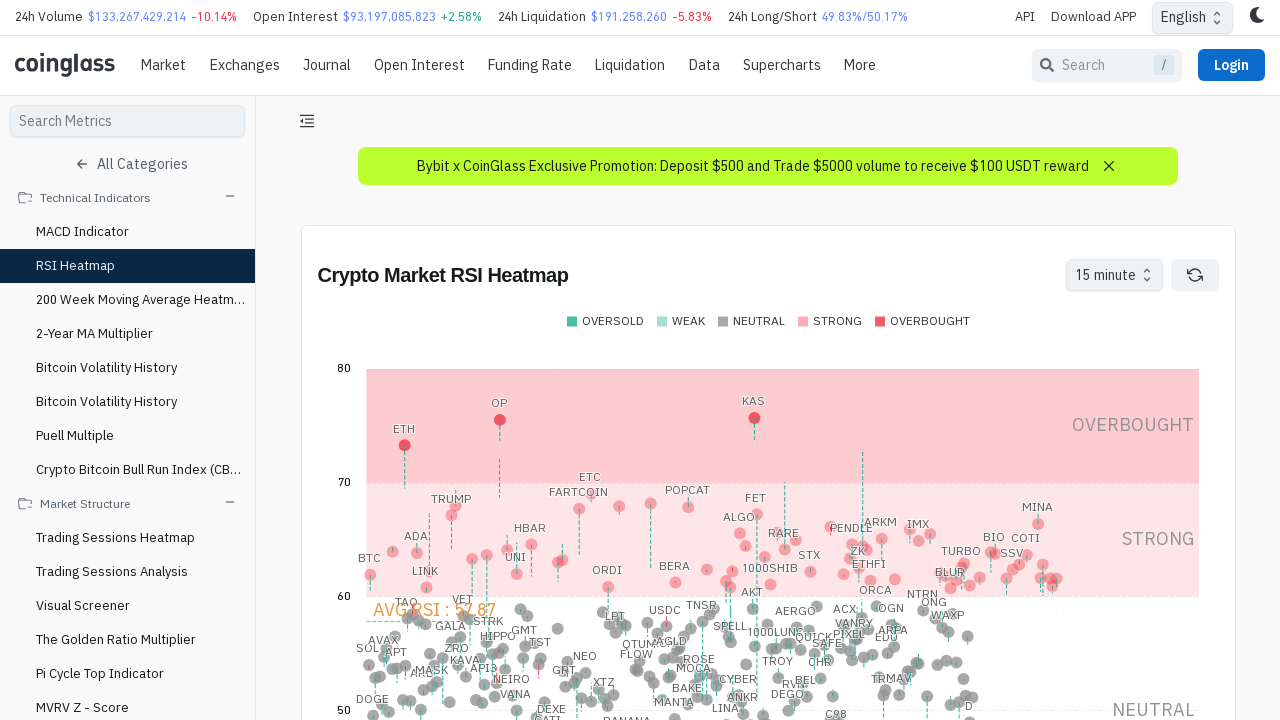 24h Volume $133,267,429,214 -10.14% Open Interest $93,197,085,823 +2.58% 24h Liquidation $191,258,260 -5.83% 24h Long/Short 49.83%/50.17% API Download APP English
coinglass Market Exchanges Journal Open Interest Funding Rate Liquidation Data Supercharts More Search / Login
Search Metrics
All Categories
Technical Indicators
MACD Indicator
RSI Heatmap
200 Week Moving Average Heatm...
2-Year MA Multiplier
Bitcoin Volatility History
Bitcoin Volatility History
Puell Multiple
Crypto Bitcoin Bull Run Index (CB...
Market Structure
Trading Sessions Heatmap
Trading Sessions Analysis
Visual Screener
The Golden Ratio Multiplier
Pi Cycle Top Indicator
MVRV Z - Score
Bybit x CoinGlass Exclusive Promotion: Deposit $500 and Trade $5000 volume to receive $100 USDT reward
Crypto Market RSI Heatmap
15 minute
OVERSOLD WEAK NEUTRAL STRONG OVERBOUGHT
80
OP KAS
ETH OVERBOUGHT
70
ETC
FARTCOIN POPCAT
TRUMP FET
MINA
ALGO
HBAR RARE PENDLE ARKM IMX
ADA BIO COTI
STRONG
BTC UNI STX ZK TURBO SSV
LINK ORDI BERA 1000SHIB ETHFI BLUR
60
AKT ORCA NTRN
TAO VET TNSR ONG
AVG RSI : 57.87
USDC AERGO ACX OGN
LPT WAXP
STRK VANRY
GALA GMT SPELL 1000LUNC PIXEL ARPA
HIPPO QUICK EDU
AVAX TST AGLD SAFE
SOL APT ZRO NEO FLOW
KAVA ROSE TROY CHR
MASK API3 GRT MOCA
NEIRO CYBER BEL TRMAV
XTZ
DOGE VANA BAKE ANKR DEGO
MANTA
DEXE LINA D
50 C98 NEUTRAL